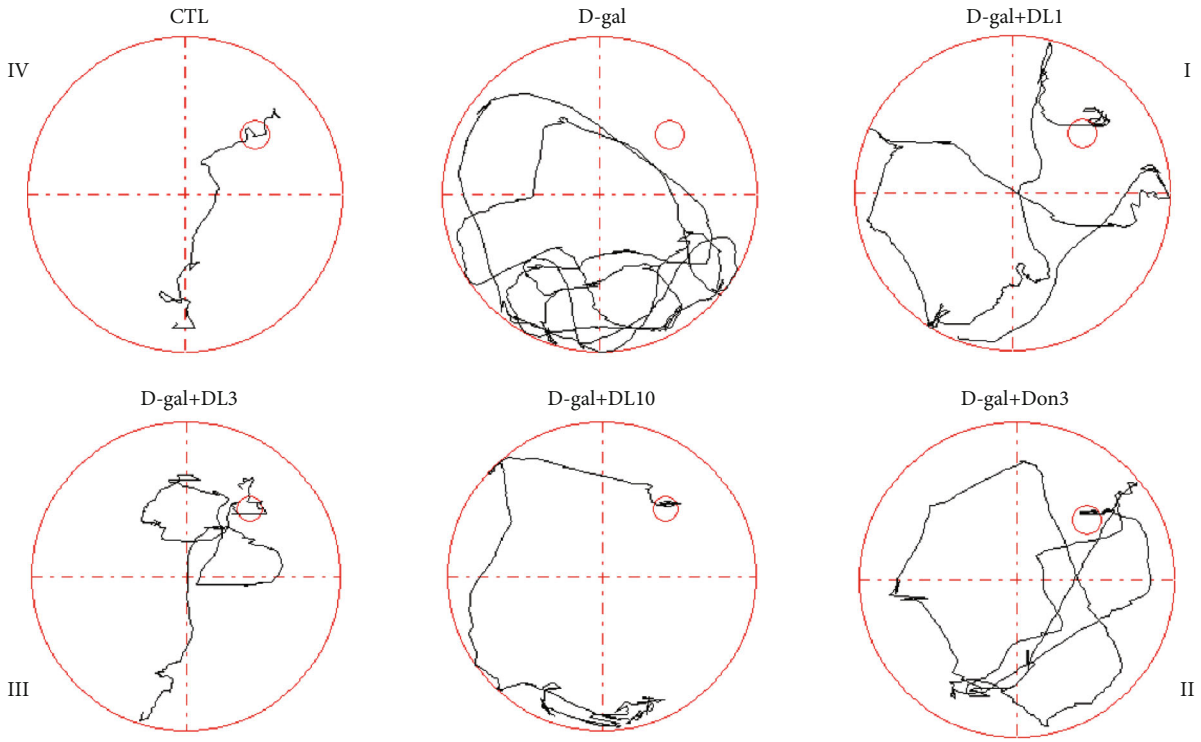 CTL
D-gal
D-gal+DL1
IV
I
D-gal+DL3
D-gal+DL10
D-gal+Don3
III
II